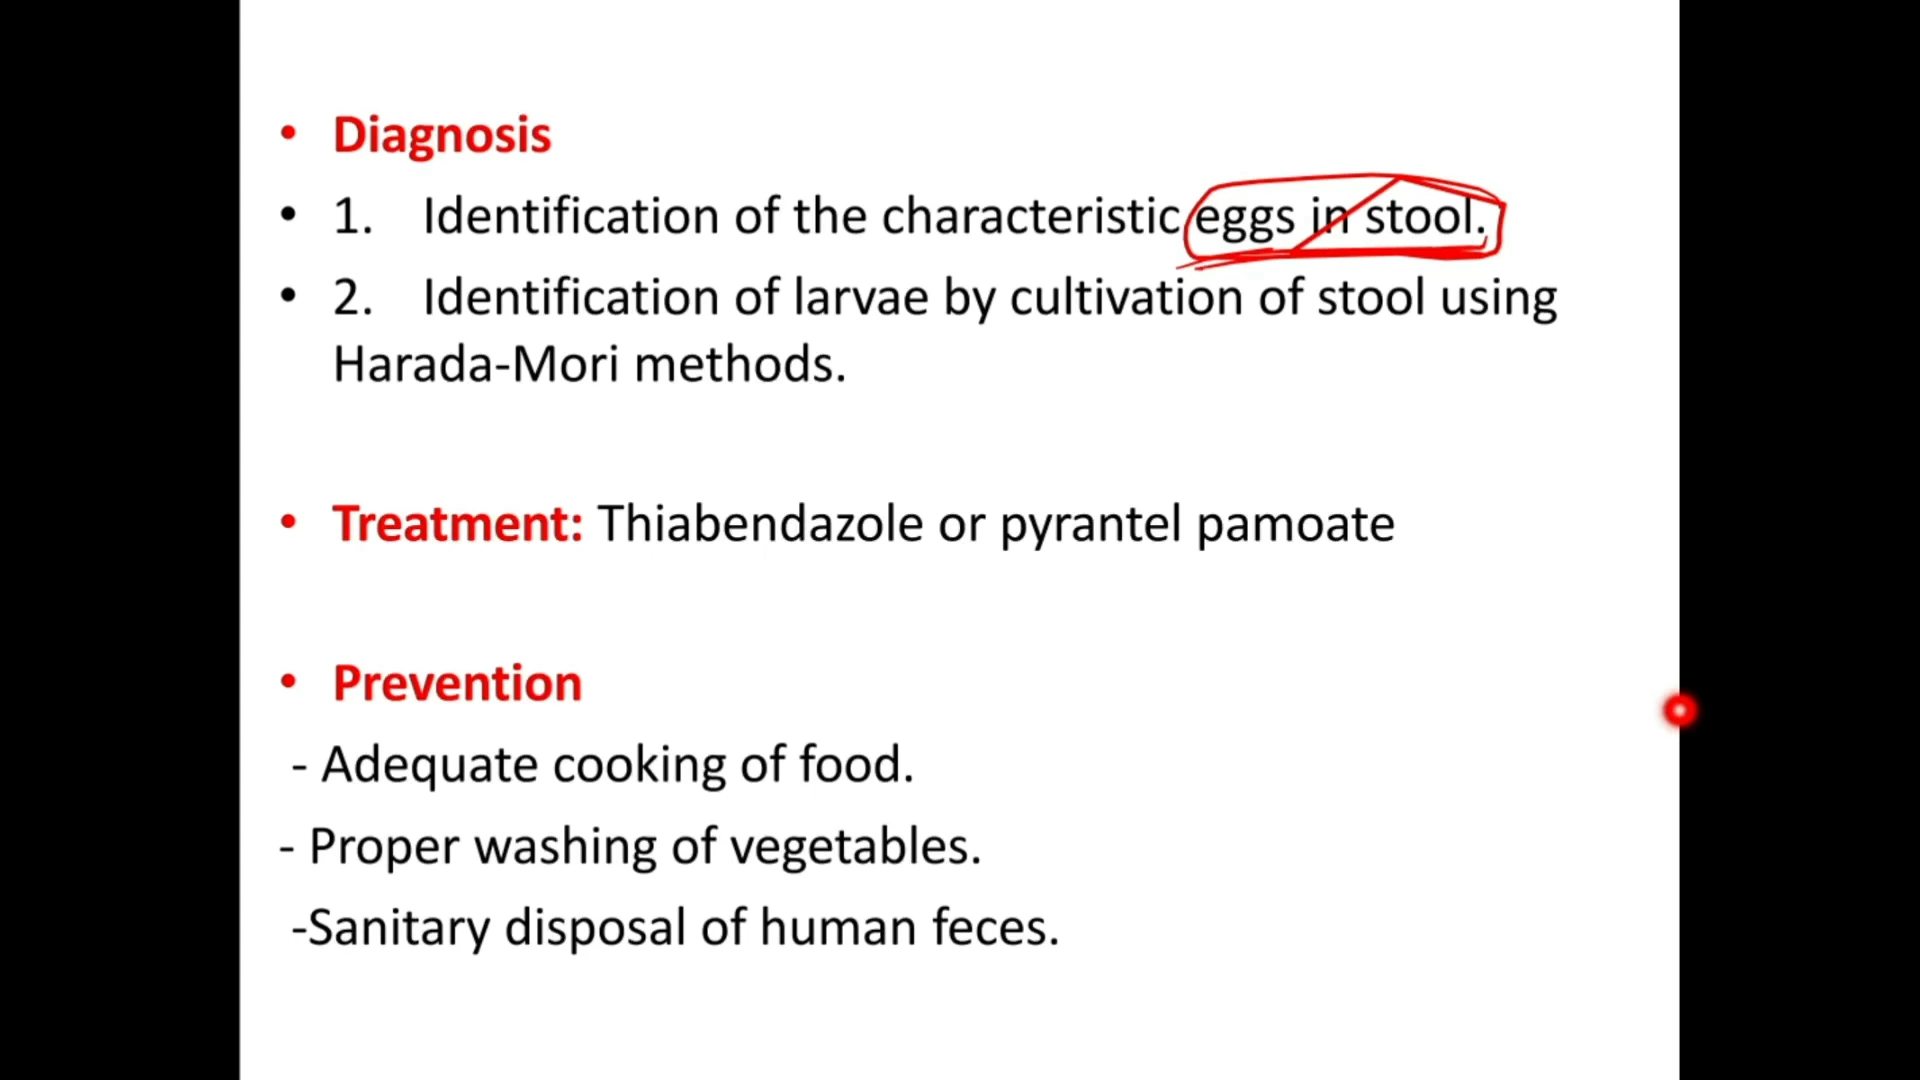 • Diagnosis
• 1. Identification of the characteristic eggs in stool.
• 2. Identification of larvae by cultivation of stool using
Harada-Mori methods.
• Treatment: Thiabendazole or pyrantel pamoate
• Prevention
- Adequate cooking of food.
- Proper washing of vegetables.
-Sanitary disposal of human feces.